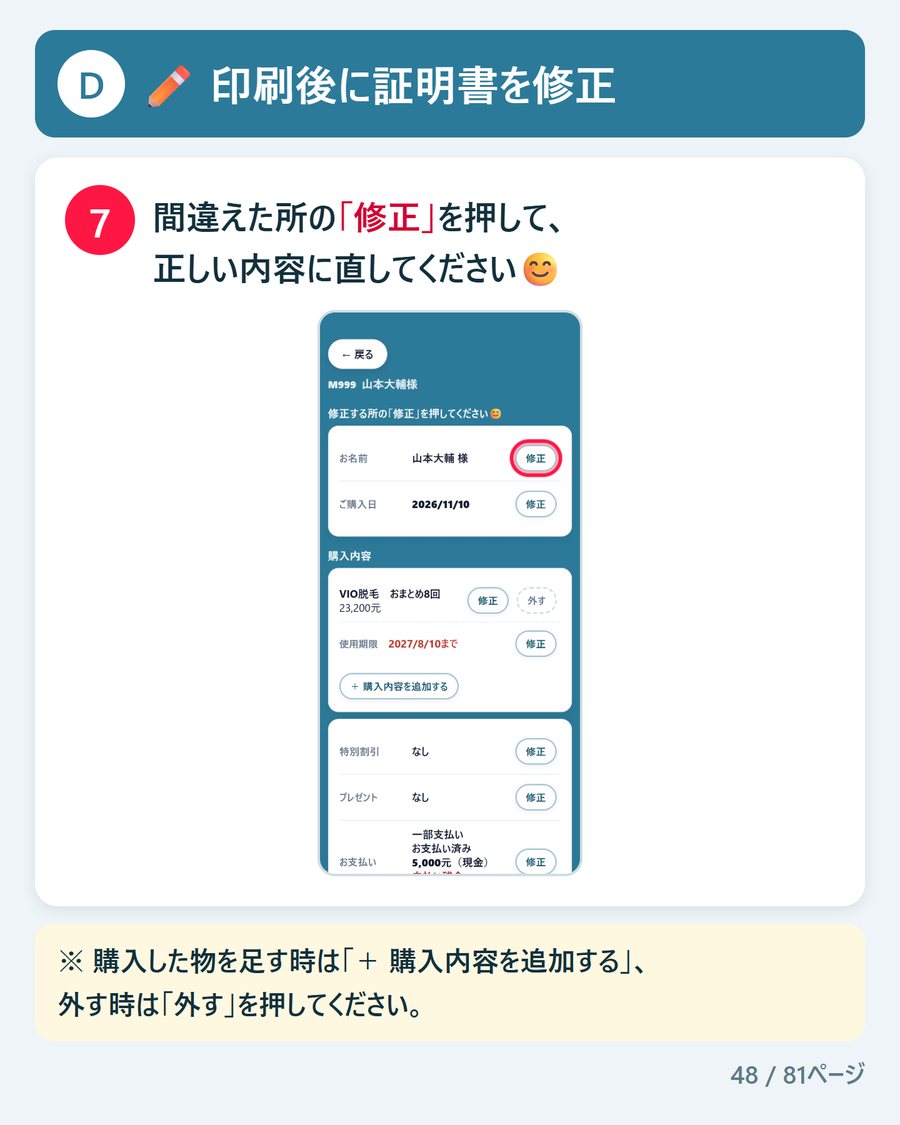 D 印刷後に証明書を修正
7 間違えた所の「修正」を押して、
正しい内容に直してください
← 戻る
M999 山本大輔様
修正する所の「修正」を押してください
お名前 山本大輔 様 修正
ご購入日 2026/11/10 修正
購入内容
VIO脱毛 おまとめ8回 修正 外す
23,200元
使用期限 2027/8/10まで 修正
＋ 購入内容を追加する
特別割引 なし 修正
プレゼント なし 修正
一部支払い
お支払い済み
お支払い 5,000元（現金） 修正
※ 購入した物を足す時は「＋ 購入内容を追加する」、
外す時は「外す」を押してください。
48 / 81ページ